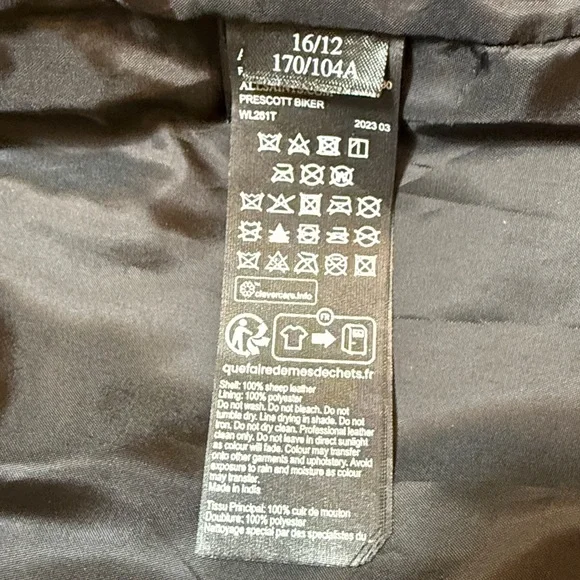 16/12
170/104A
PRESCOTT BIKER
WL261T
2023 03
clevercare.info
FR
quefairedemesdechets.fr
Shell: 100% sheep leather
Lining: 100% polyester
Do not wash. Do not bleach. Do not
tumble dry. Line drying in shade. Do not
iron. Do not dry clean. Professional leather
clean only. Do not leave in direct sunlight
as colour will fade. Colour may transfer
onto other garments and upholstery. Avoid
exposure to rain and moisture as colour
may transfer.
Made in India
Tissu Principal: 100% cuir de mouton
Doublure: 100% polyester
Nettoyage special par des specialistes du